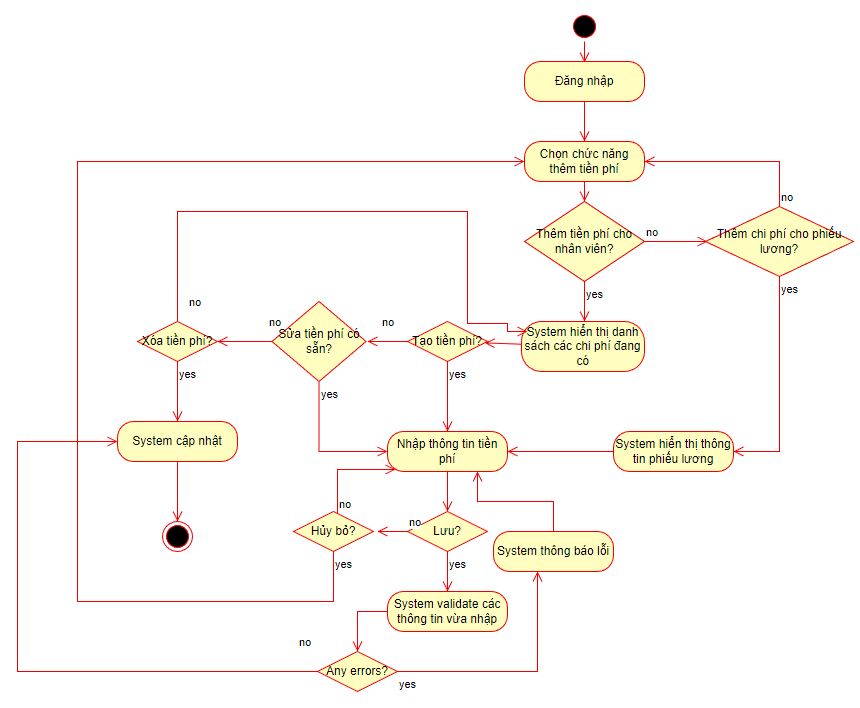 Đăng nhập
Chọn chức năng
thêm tiền phí
no
Thêm tiền phí cho
nhân viên?
no
Thêm chi phí cho phiếu
lương?
yes
yes
no
no
no
System hiển thị danh
sách các chi phí đang
có
Xóa tiền phí?
Sửa tiền phí có
sẵn?
Tao tiền phí?
yes
yes
yes
System cập nhật
Nhập thông tin tiền
phí
System hiển thị thông
tin phiếu lương
no
no
Hủy bỏ?
Lưu?
System thông báo lỗi
yes
yes
System validate các
thông tin vừa nhập
no
Any errors?
yes